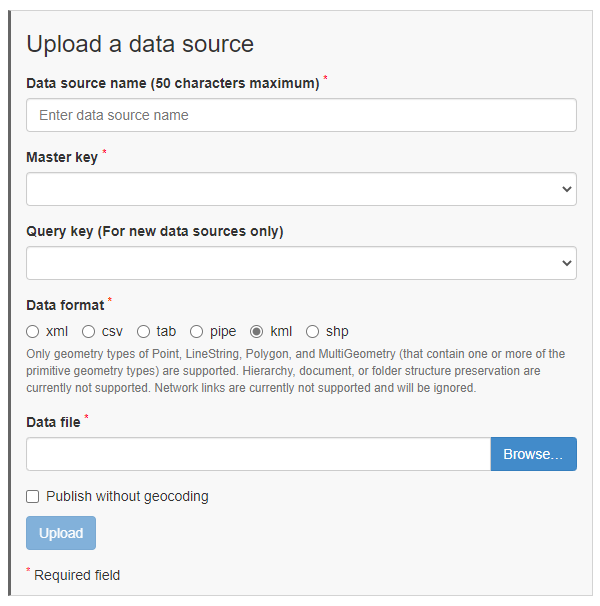 Upload a data source
Data source name (50 characters maximum) *
Enter data source name
Master key *
Query key (For new data sources only)
Data format *
xml csv tab pipe kml shp
Only geometry types of Point, LineString, Polygon, and MultiGeometry (that contain one or more of the
primitive geometry types) are supported. Hierarchy, document, or folder structure preservation are
currently not supported. Network links are currently not supported and will be ignored.
Data file *
Browse...
Publish without geocoding
Upload
* Required field